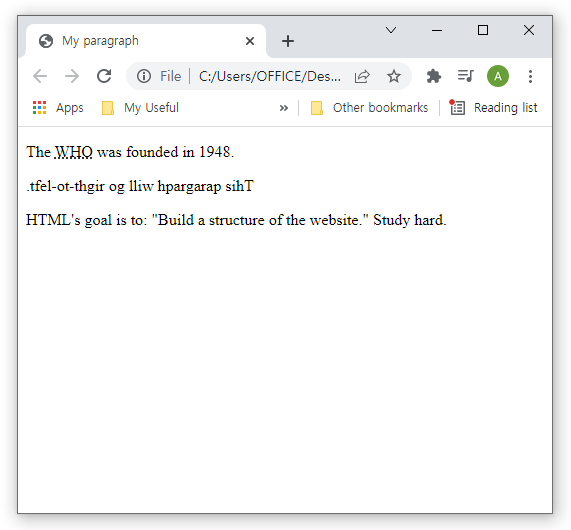 My paragraph
File C:/Users/OFFICE/Des...
A
Apps My Useful » Other bookmarks Reading list
The WHO was founded in 1948.
.tfel-ot-thgir og lliw hpargarap sihT
HTML's goal is to: "Build a structure of the website." Study hard.